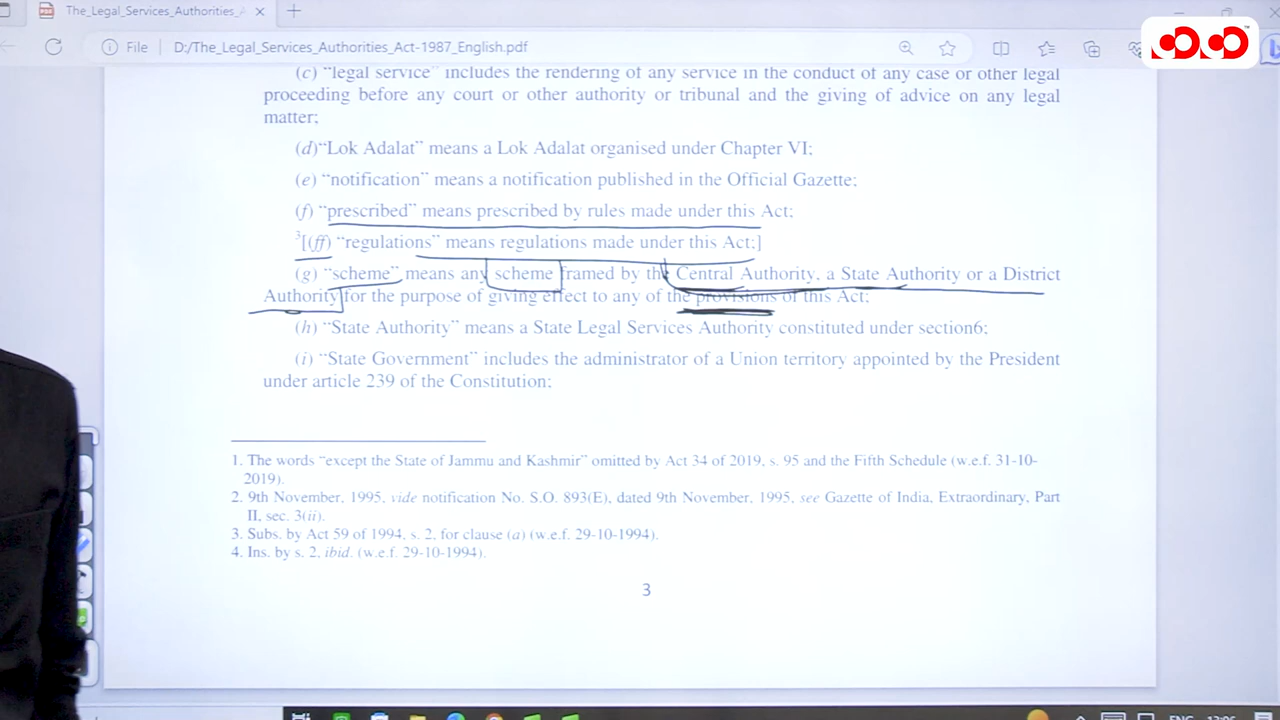 The_Legal_Services_Authorities_
File
D:/The_Legal_Services_Authorities_Act-1987_English.pdf
(c) “legal service” includes the rendering of any service in the conduct of any case or other legal
proceeding before any court or other authority or tribunal and the giving of advice on any legal
matter;
(d)“Lok Adalat” means a Lok Adalat organised under Chapter VI;
(e) “notification” means a notification published in the Official Gazette;
(f) “prescribed” means prescribed by rules made under this Act;
3[(ff) “regulations” means regulations made under this Act;]
(g) “scheme” means any scheme framed by the Central Authority, a State Authority or a District
Authority for the purpose of giving effect to any of the provisions of this Act;
(h) “State Authority” means a State Legal Services Authority constituted under section6;
(i) “State Government” includes the administrator of a Union territory appointed by the President
under article 239 of the Constitution;
1. The words “except the State of Jammu and Kashmir” omitted by Act 34 of 2019, s. 95 and the Fifth Schedule (w.e.f. 31-10-
2019).
2. 9th November, 1995, vide notification No. S.O. 893(E), dated 9th November, 1995, see Gazette of India, Extraordinary, Part
II, sec. 3(ii).
3. Subs. by Act 59 of 1994, s. 2, for clause (a) (w.e.f. 29-10-1994).
4. Ins. by s. 2, ibid. (w.e.f. 29-10-1994).
3